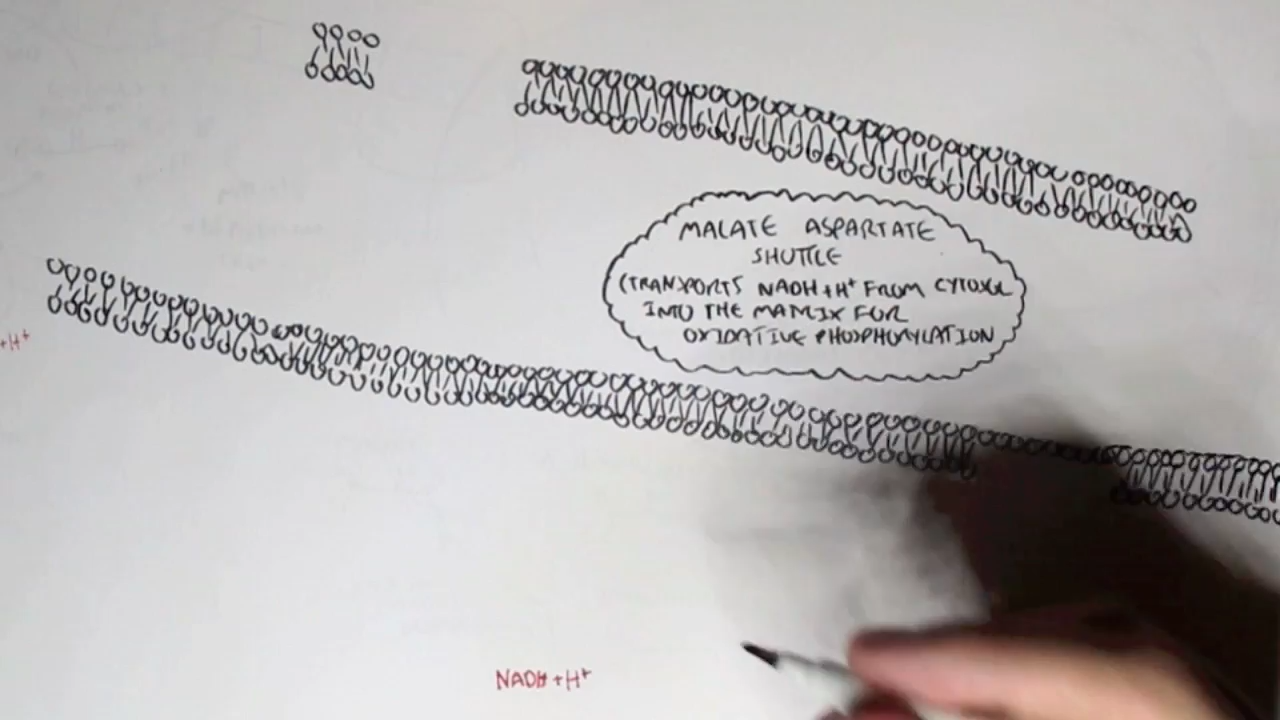 MALATE ASPARTATE
SHUTTLE
(TRANSPORTS NADH+H⁺ FROM CYTOSOL
INTO THE MATRIX FOR
OXIDATIVE PHOSPHORYLATION
+H⁺
NADH+H⁺